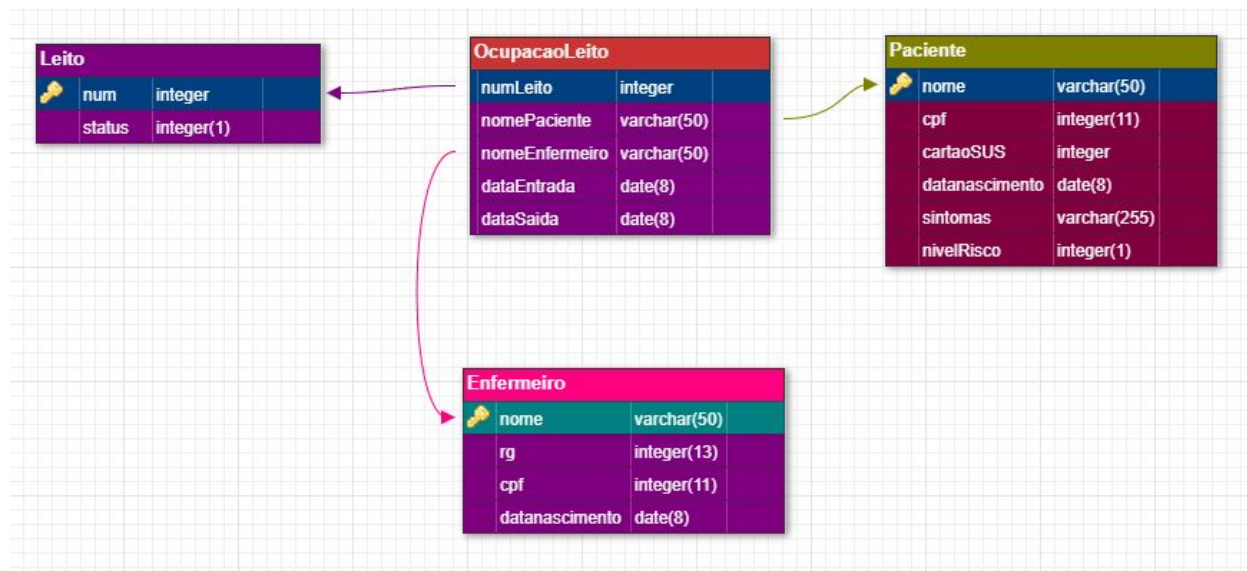 Leito
num integer
status integer(1)
OcupacaoLeito
numLeito integer
nomePaciente varchar(50)
nomeEnfermeiro varchar(50)
dataEntrada date(8)
dataSaida date(8)
Paciente
nome varchar(50)
cpf integer(11)
cartaoSUS integer
datanascimento date(8)
sintomas varchar(255)
nivelRisco integer(1)
Enfermeiro
nome varchar(50)
rg integer(13)
cpf integer(11)
datanascimento date(8)